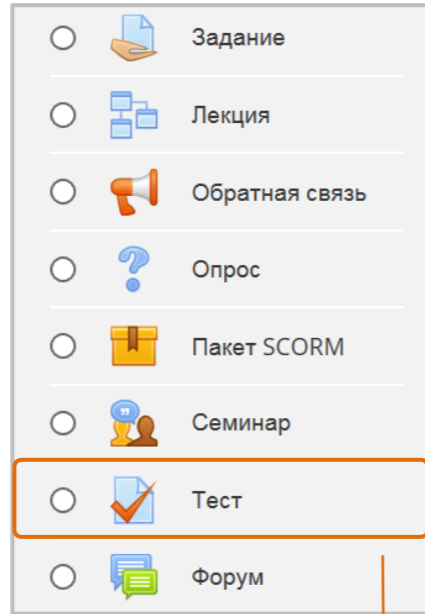 Задание
Лекция
Обратная связь
Опрос
Пакет SCORM
Семинар
Тест
Форум